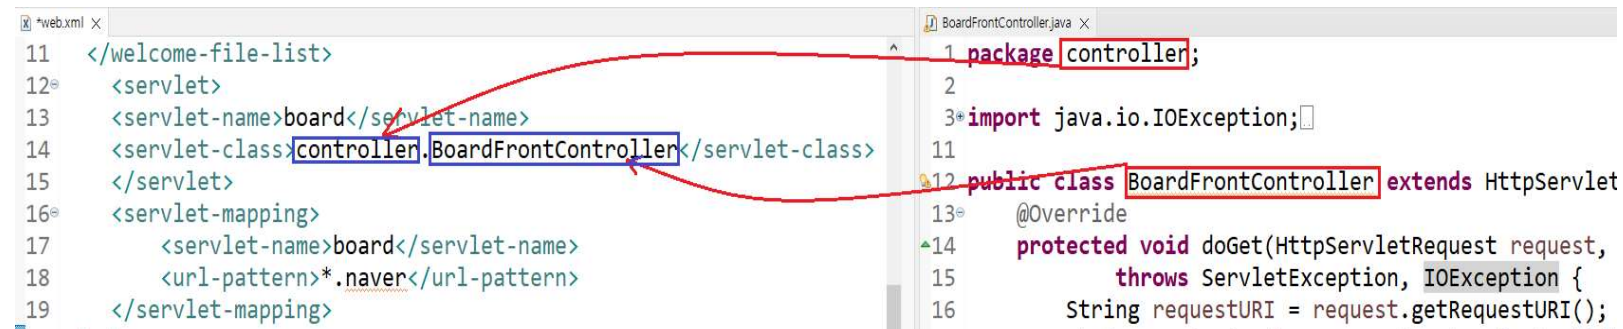 *web.xml
11 </welcome-file-list>
12 <servlet>
13 <servlet-name>board</servlet-name>
14 <servlet-class>controller.BoardFrontController</servlet-class>
15 </servlet>
16 <servlet-mapping>
17 <servlet-name>board</servlet-name>
18 <url-pattern>*.naver</url-pattern>
19 </servlet-mapping>
BoardFrontController.java
1 package controller;
2
3 import java.io.IOException;
11
12 public class BoardFrontController extends HttpServlet
13 @Override
14 protected void doGet(HttpServletRequest request,
15 throws ServletException, IOException {
16 String requestURI = request.getRequestURI();